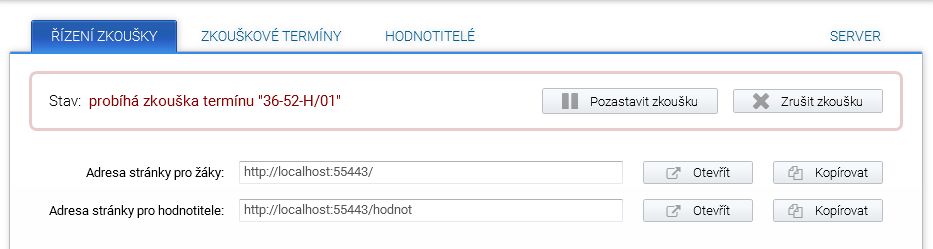 ŘÍZENÍ ZKOUŠKY ZKOUŠKOVÉ TERMÍNY HODNOTITELÉ SERVER
Stav: probíhá zkouška termínu "36-52-H/01" Pozastavit zkoušku Zrušit zkoušku
Adresa stránky pro žáky: http://localhost:55443/ Otevřít Kopírovat
Adresa stránky pro hodnotitele: http://localhost:55443/hodnot Otevřít Kopírovat